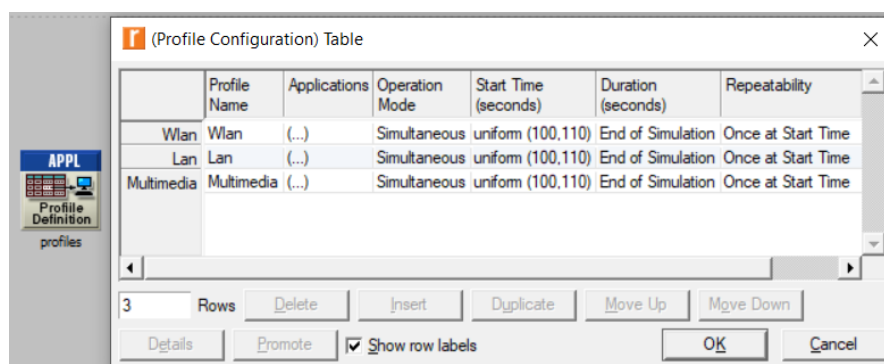 (Profile Configuration) Table
Profile Name Applications Operation Mode Start Time (seconds) Duration (seconds) Repeatability
Wlan Wlan (...) Simultaneous uniform (100,110) End of Simulation Once at Start Time
Lan Lan (...) Simultaneous uniform (100,110) End of Simulation Once at Start Time
Multimedia Multimedia (...) Simultaneous uniform (100,110) End of Simulation Once at Start Time
APPL
Profile
Definition
profiles
3 Rows Delete Insert Duplicate Move Up Move Down
Details Promote Show row labels OK Cancel